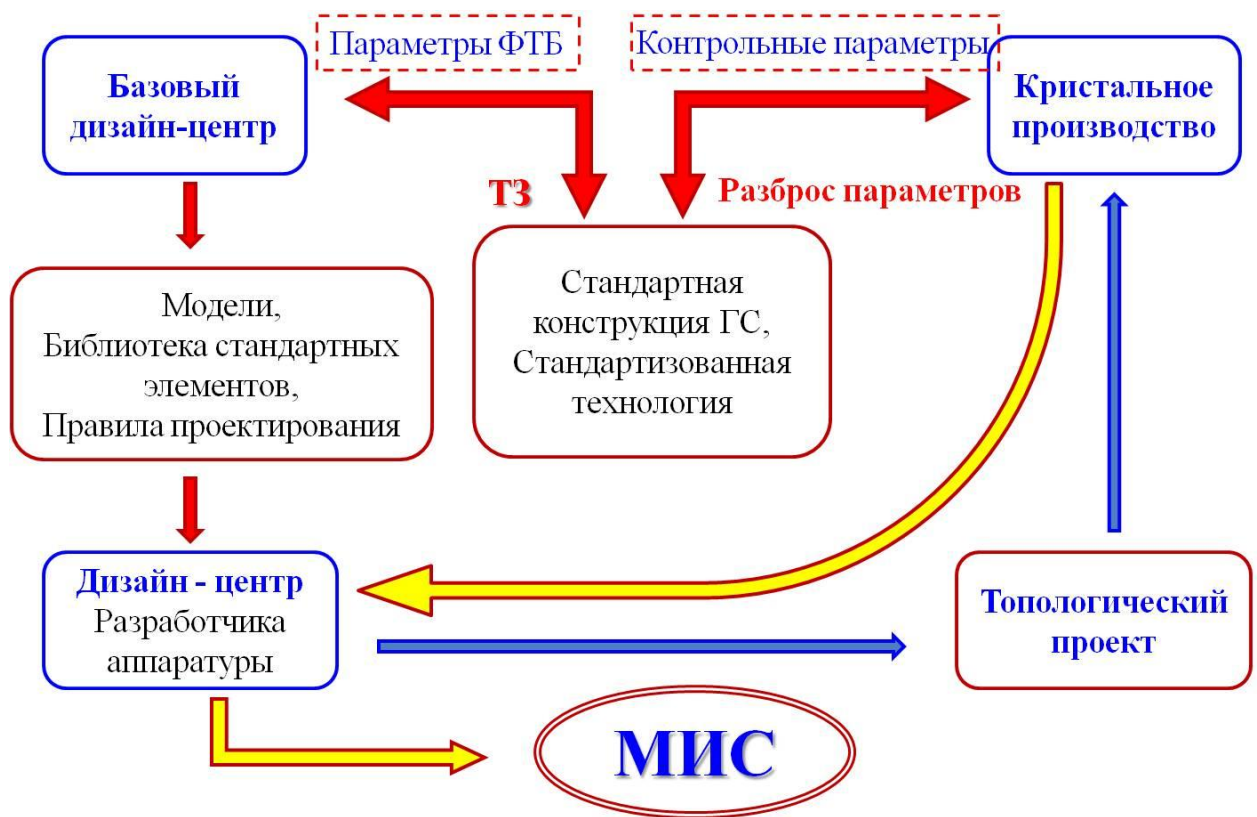 Параметры ФТБ
Контрольные параметры
Базовый
дизайн-центр
Кристальное
производство
ТЗ
Разброс параметров
Модели,
Библиотека стандартных
элементов,
Правила проектирования
Стандартная
конструкция ГС,
Стандартизованная
технология
Дизайн - центр
Разработчика
аппаратуры
Топологический
проект
МИС